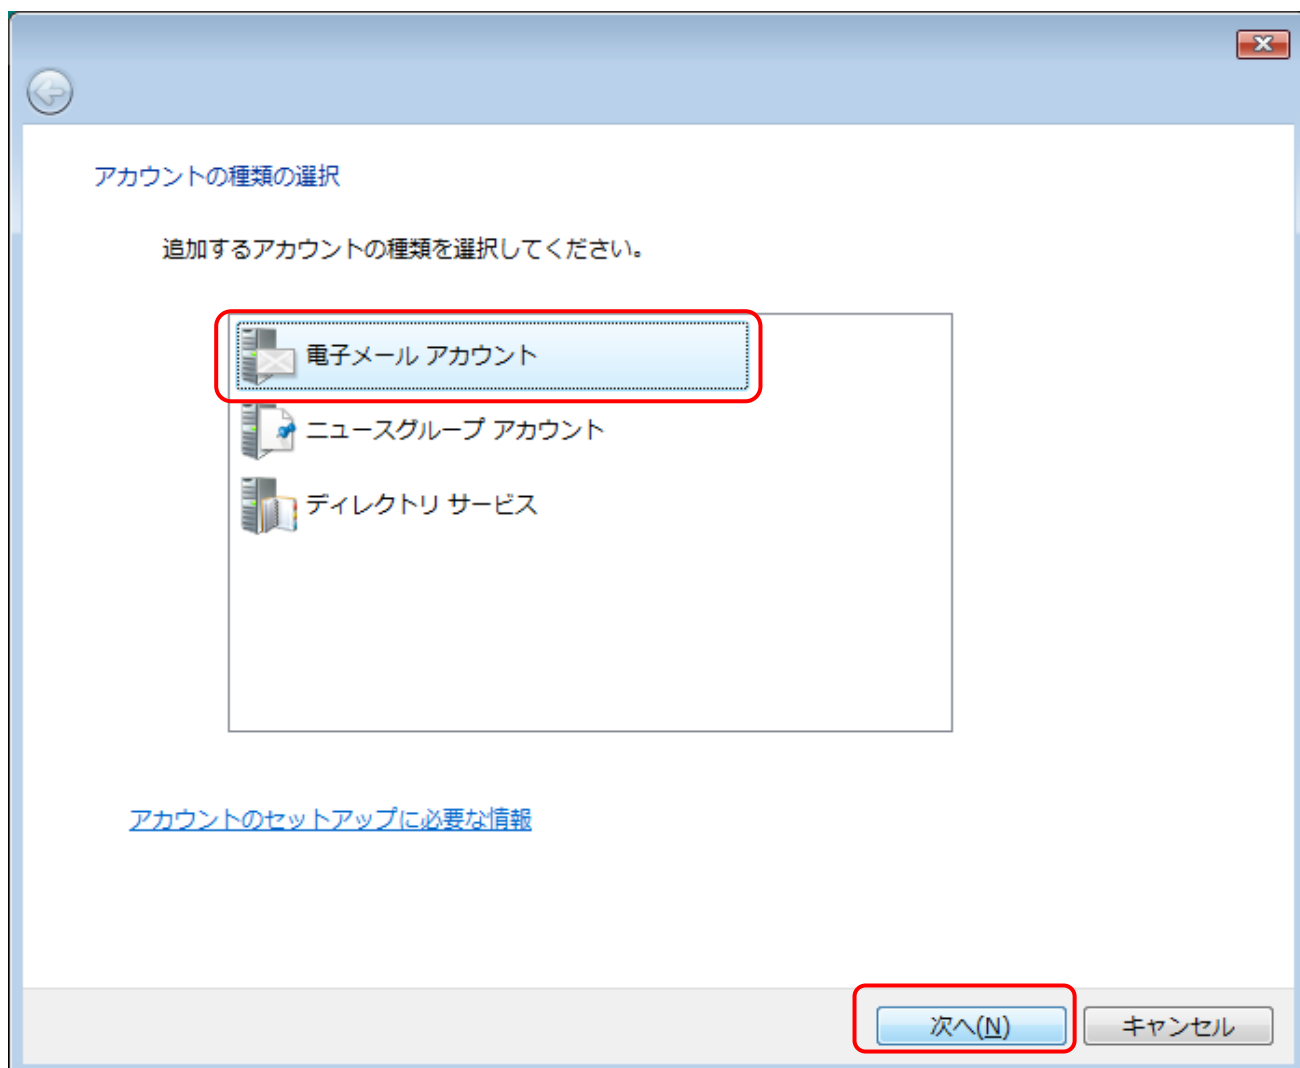 アカウントの種類の選択
追加するアカウントの種類を選択してください。
電子メール アカウント
ニュースグループ アカウント
ディレクトリ サービス
アカウントのセットアップに必要な情報
次へ(N)
キャンセル